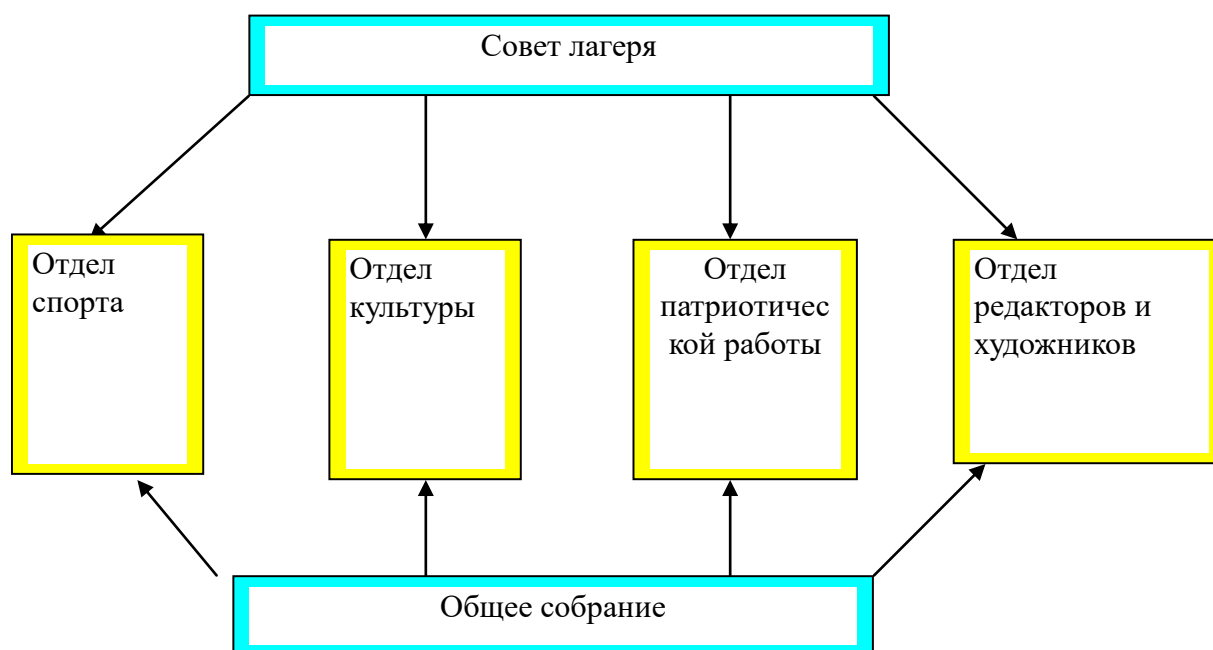 Совет лагеря
Отдел
спорта
Отдел
культуры
Отдел
патриотичес
кой работы
Отдел
редакторов и
художников
Общее собрание